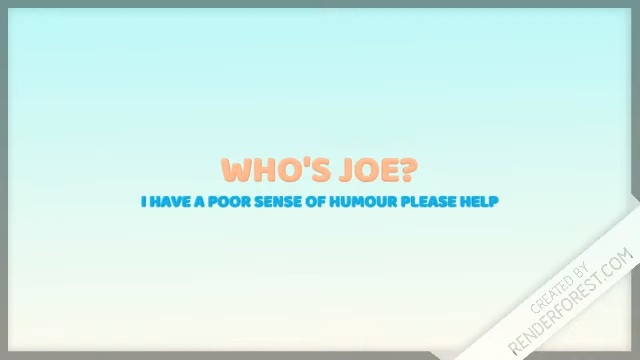 WHO'S JOE?
I HAVE A POOR SENSE OF HUMOUR PLEASE HELP
CREATED BY
RENDERFOREST.COM